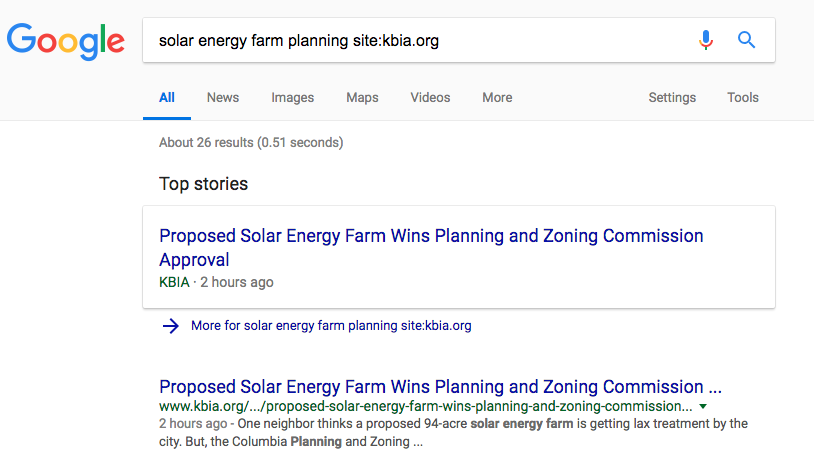 Google
solar energy farm planning site:kbia.org
All News Images Maps Videos More Settings Tools
About 26 results (0.51 seconds)
Top stories
Proposed Solar Energy Farm Wins Planning and Zoning Commission
Approval
KBIA · 2 hours ago
More for solar energy farm planning site:kbia.org
Proposed Solar Energy Farm Wins Planning and Zoning Commission ...
www.kbia.org/.../proposed-solar-energy-farm-wins-planning-and-zoning-commission...
2 hours ago - One neighbor thinks a proposed 94-acre solar energy farm is getting lax treatment by the
city. But, the Columbia Planning and Zoning ...